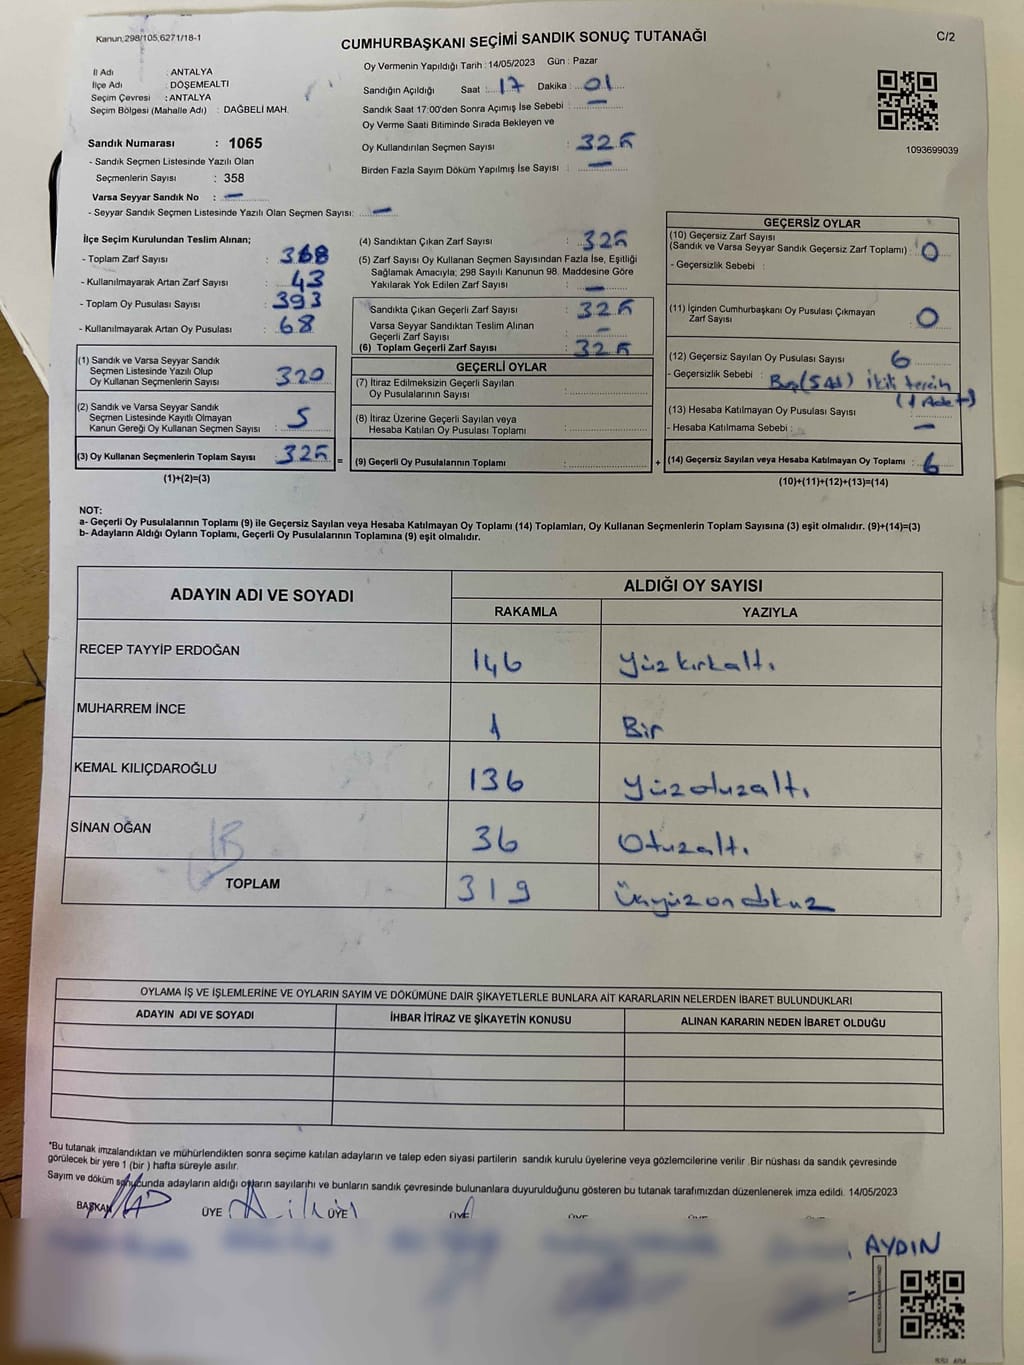 Kanun;298/105,6271/18-1
CUMHURBAŞKANI SEÇİMİ SANDIK SONUÇ TUTANAĞI
C/2
İl Adı : ANTALYA
İlçe Adı : DÖŞEMEALTI
Seçim Çevresi : ANTALYA
Seçim Bölgesi (Mahalle Adı) : DAĞBELİ MAH.
Oy Vermenin Yapıldığı Tarih : 14/05/2023 Gün : Pazar
Sandığın Açıldığı Saat : 17 Dakika : 01
Sandık Saat 17:00'den Sonra Açımış İse Sebebi : —
Oy Verme Saati Bitiminde Sırada Bekleyen ve
Oy Kullandırılan Seçmen Sayısı : 325
Birden Fazla Sayım Döküm Yapılmış İse Sayısı : —
1093699039
Sandık Numarası : 1065
- Sandık Seçmen Listesinde Yazılı Olan
Seçmenlerin Sayısı : 358
Varsa Seyyar Sandık No : —
- Seyyar Sandık Seçmen Listesinde Yazılı Olan Seçmen Sayısı: —
İlçe Seçim Kurulundan Teslim Alınan;
- Toplam Zarf Sayısı : 368
- Kullanılmayarak Artan Zarf Sayısı : 43
- Toplam Oy Pusulası Sayısı : 393
- Kullanılmayarak Artan Oy Pusulası : 68
(1) Sandık ve Varsa Seyyar Sandık
Seçmen Listesinde Yazılı Olup
Oy Kullanan Seçmenlerin Sayısı : 320
(2) Sandık ve Varsa Seyyar Sandık
Seçmen Listesinde Kayıtlı Olmayan
Kanun Gereği Oy Kullanan Seçmen Sayısı : 5
(3) Oy Kullanan Seçmenlerin Toplam Sayısı : 325 =
(1)+(2)=(3)
(4) Sandıktan Çıkan Zarf Sayısı : 325
(5) Zarf Sayısı Oy Kullanan Seçmen Sayısından Fazla İse, Eşitliği
Sağlamak Amacıyla; 298 Sayılı Kanunun 98. Maddesine Göre
Yakılarak Yok Edilen Zarf Sayısı : —
Sandıkta Çıkan Geçerli Zarf Sayısı : 325
Varsa Seyyar Sandıktan Teslim Alınan
Geçerli Zarf Sayısı : -
(6) Toplam Geçerli Zarf Sayısı : 325
GEÇERLİ OYLAR
(7) İtiraz Edilmeksizin Geçerli Sayılan
Oy Pusulalarının Sayısı :
(8) İtiraz Üzerine Geçerli Sayılan veya
Hesaba Katılan Oy Pusulası Toplamı :
(9) Geçerli Oy Pusulalarının Toplamı : +
GEÇERSİZ OYLAR
(10) Geçersiz Zarf Sayısı
(Sandık ve Varsa Seyyar Sandık Geçersiz Zarf Toplamı) : 0
- Geçersizlik Sebebi :
(11) İçinden Cumhurbaşkanı Oy Pusulası Çıkmayan
Zarf Sayısı : 0
(12) Geçersiz Sayılan Oy Pusulası Sayısı : 6
- Geçersizlik Sebebi : Boş(5 Ad) İkili tercih
(1 Adet)
(13) Hesaba Katılmayan Oy Pusulası Sayısı :
- Hesaba Katılmama Sebebi : —
(14) Geçersiz Sayılan veya Hesaba Katılmayan Oy Toplamı : 6
(10)+(11)+(12)+(13)=(14)
NOT:
a- Geçerli Oy Pusulalarının Toplamı (9) ile Geçersiz Sayılan veya Hesaba Katılmayan Oy Toplamı (14) Toplamları, Oy Kullanan Seçmenlerin Toplam Sayısına (3) eşit olmalıdır. (9)+(14)=(3)
b- Adayların Aldığı Oyların Toplamı, Geçerli Oy Pusulalarının Toplamına (9) eşit olmalıdır.
ADAYIN ADI VE SOYADI
ALDIĞI OY SAYISI
RAKAMLA YAZIYLA
RECEP TAYYİP ERDOĞAN 146 Yüz kırkaltı
MUHARREM İNCE 1 Bir
KEMAL KILIÇDAROĞLU 136 Yüzotuzaltı
SİNAN OĞAN 36 Otuzaltı
TOPLAM 319 Üçyüzondokuz
OYLAMA İŞ VE İŞLEMLERİNE VE OYLARIN SAYIM VE DÖKÜMÜNE DAİR ŞİKAYETLERLE BUNLARA AİT KARARLARIN NELERDEN İBARET BULUNDUKLARI
ADAYIN ADI VE SOYADI İHBAR İTİRAZ VE ŞİKAYETİN KONUSU ALINAN KARARIN NEDEN İBARET OLDUĞU
*Bu tutanak imzalandıktan ve mühürlendikten sonra seçime katılan adayların ve talep eden siyasi partilerin sandık kurulu üyelerine veya gözlemcilerine verilir .Bir nüshası da sandık çevresinde
görülecek bir yere 1 (bir ) hafta süreyle asılır.
Sayım ve döküm sonucunda adayların aldığı oyların sayılarını ve bunların sandık çevresinde bulunanlara duyurulduğunu gösteren bu tutanak tarafımızdan düzenlenerek imza edildi. 14/05/2023
BAŞKAN ÜYE ÜYE
AYDIN